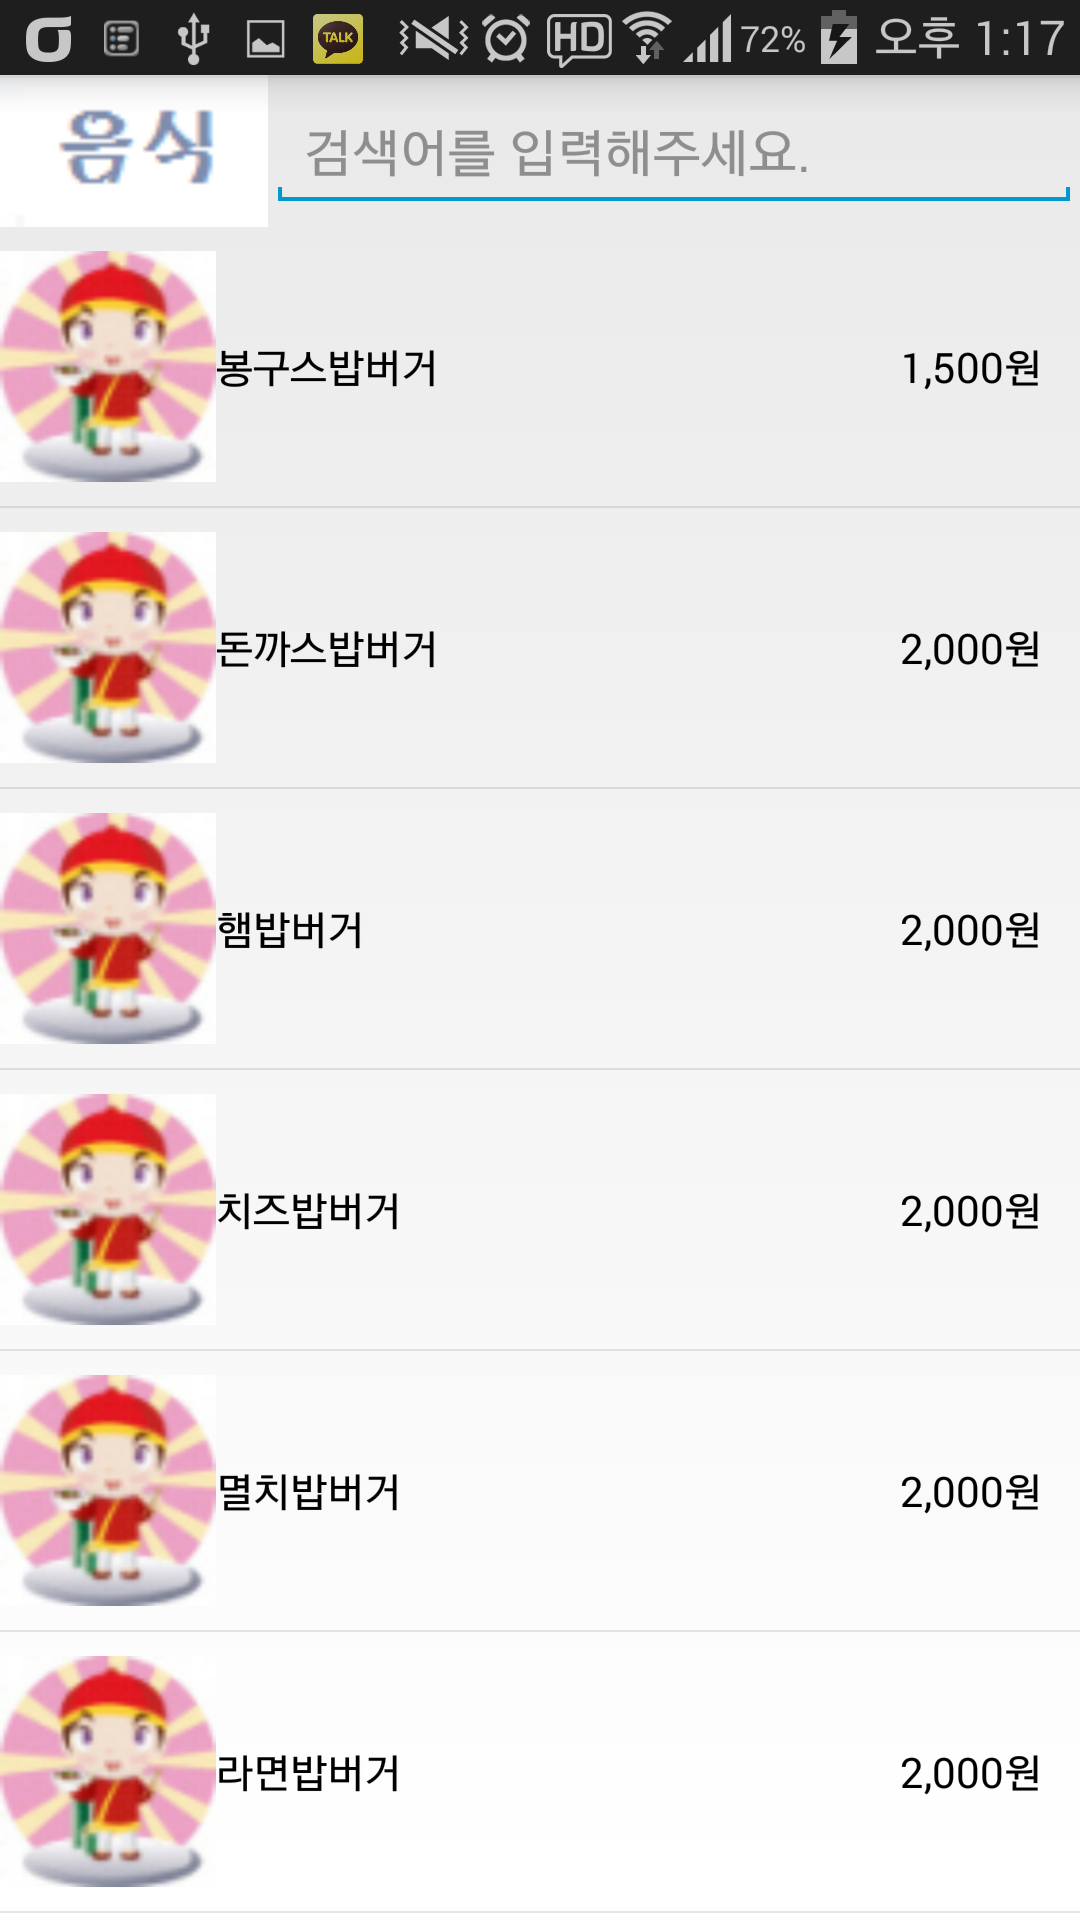 TALK HD 72% 오후 1:17
음식 검색어를 입력해주세요.
봉구스밥버거 1,500원
돈까스밥버거 2,000원
햄밥버거 2,000원
치즈밥버거 2,000원
멸치밥버거 2,000원
라면밥버거 2,000원